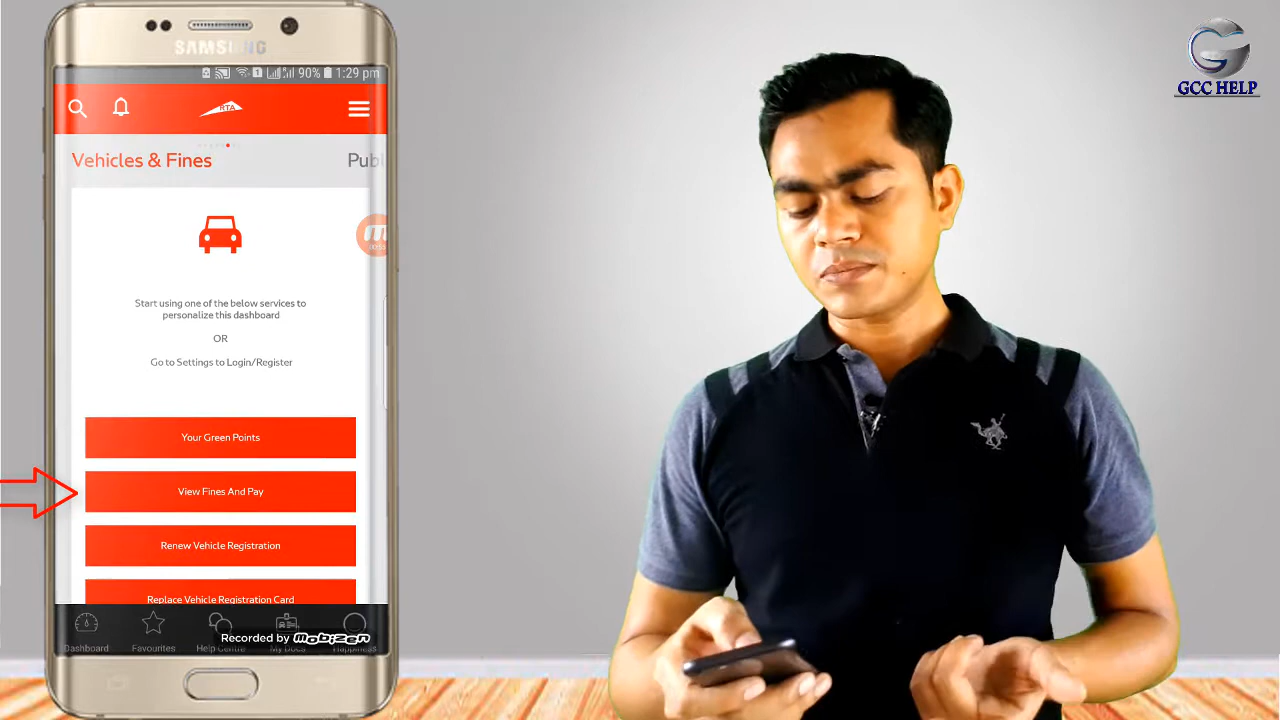 SAMSUNG
1 90% 1:29 pm
RTA
Vehicles & Fines
Publ
Start using one of the below services to
personalize this dashboard
OR
Go to Settings to Login/Register
Your Green Points
View Fines And Pay
Renew Vehicle Registration
Replace Vehicle Registration Card
Dashboard Favourites Help Centre My Docs Happiness
Recorded by mobizen
GCC HELP